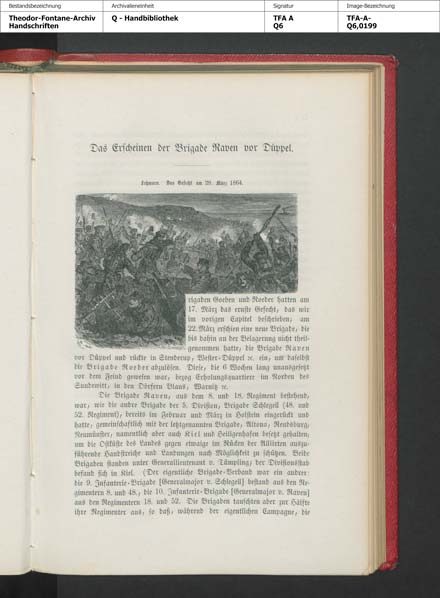 Bestandsbezeichnung
Theodor-Fontane-Archiv
Handschriften
Archivalieneinheit
Q - Handbibliothek
Signatur
TFA A
Q6
Image-Bezeichnung
TFA-A-
Q6,0199
Das Erscheinen der Brigade Raven vor Düppel.
Lehmann. Das Gefecht am 28. März 1864.
rigaden Goeben und Roeder hatten am
17. März das ernste Gefecht, das wir
im vorigen Capitel beschrieben; am
22. März erschien eine neue Brigade, die
bis dahin an der Belagerung nicht theil-
genommen hatte, die Brigade Raven
vor Düppel und rückte in Stenderup, Wester-Düppel ꝛc. ein, um daselbst
die Brigade Roeder abzulösen. Diese, die 6 Wochen lang unausgesetzt
vor dem Feind gewesen war, bezog Erholungsquartiere im Norden des
Sundewitt, in den Dörfern Blans, Warnitz ꝛc.
Die Brigade Raven, aus dem 8. und 18. Regiment bestehend,
war, wie die andre Brigade der 5. Division, Brigade Schlegell (48. und
52. Regiment), bereits im Februar und März in Holstein eingerückt und
hatte, gemeinschaftlich mit der letztgenannten Brigade, Altona, Rendsburg,
Neumünster, namentlich aber auch Kiel und Heiligenhafen besetzt gehalten,
um die Ostküste des Landes gegen etwaige im Rücken der Alliirten auszu-
führende Handstreiche und Landungen nach Möglichkeit zu schützen. Beide
Brigaden standen unter Generallieutenant v. Tümpling; der Divisionsstab
befand sich in Kiel. (Der eigentliche Brigade-Verband war ein andrer:
die 9. Infanterie-Brigade [Generalmajor v. Schlegell] bestand aus den Re-
gimentern 8. und 48., die 10. Infanterie-Brigade [Generalmajor v. Raven]
aus den Regimentern 18. und 52. Die Brigaden tauschten aber zur Hälfte
ihre Regimenter aus, so daß, während der eigentlichen Campagne, die